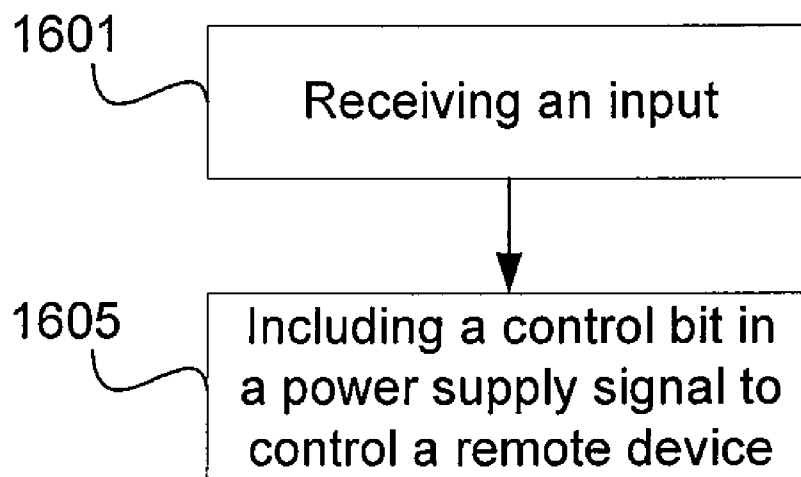 1601
Receiving an input
1605
Including a control bit in
a power supply signal to
control a remote device